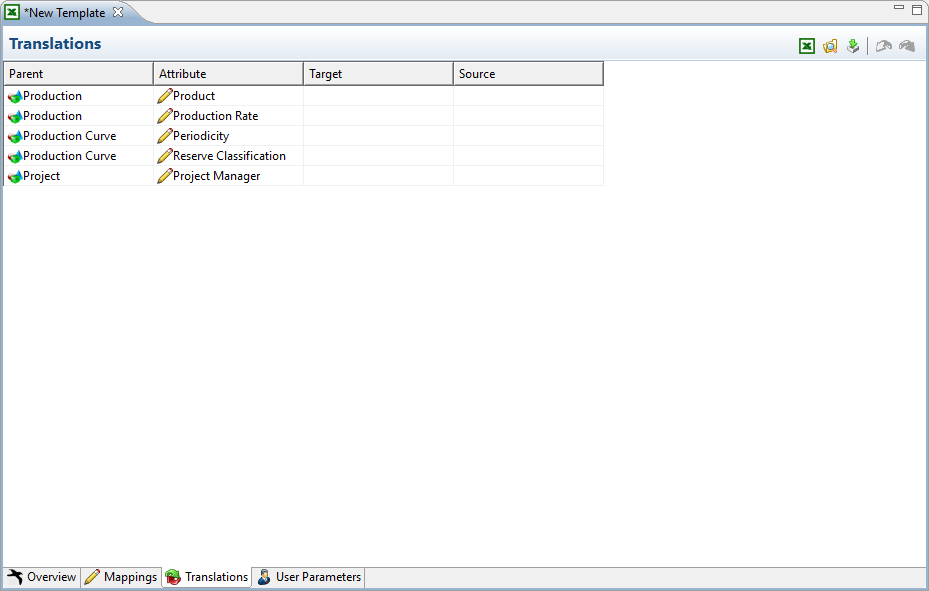 *New Template
Translations
Parent Attribute Target Source
Production Product
Production Production Rate
Production Curve Periodicity
Production Curve Reserve Classification
Project Project Manager
Overview Mappings Translations User Parameters